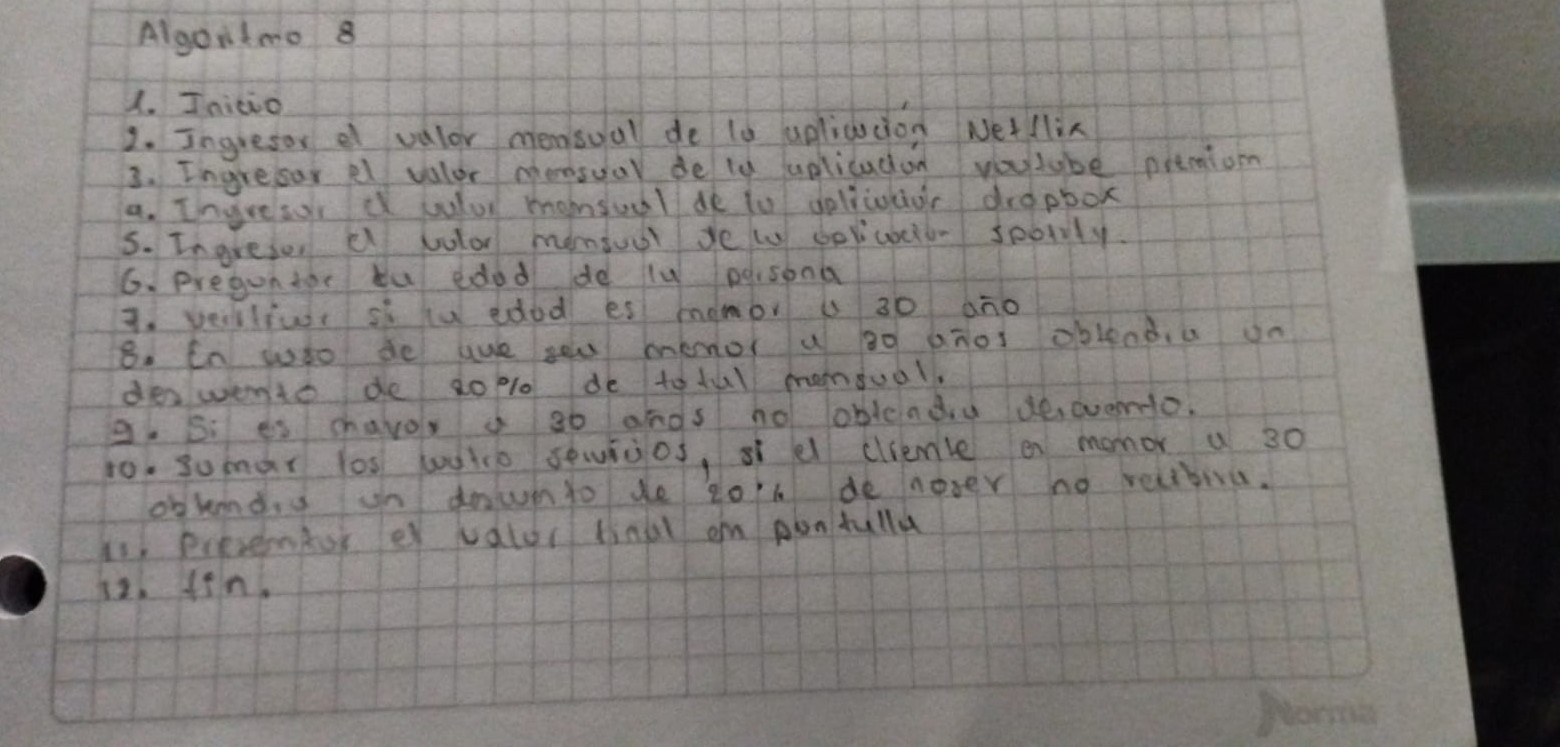 Algoritmo 8
1. Inicio
2. Ingresar el valor mensual de la aplicación Netflix
3. Ingresar el valor mensual de la aplicación youtube premium
4. Ingresar el valor mensual de la aplicación dropbox
5. Ingresar el valor mensual de la aplicación spotify.
6. Preguntar la edad de la persona
7. verificar si la edad es menor a 30 año
8. En caso de que sea menor a 30 años obtendra un
descuento de 20% de total mensual.
9. Si es mayor a 30 años no obtendra descuento.
10. sumar los cuatro servicios, si el cliente es menor a 30
obtendra un descuento de 20% de no ser no recibira.
11. Presentar el valor final en pantalla
12. fin.
Norma